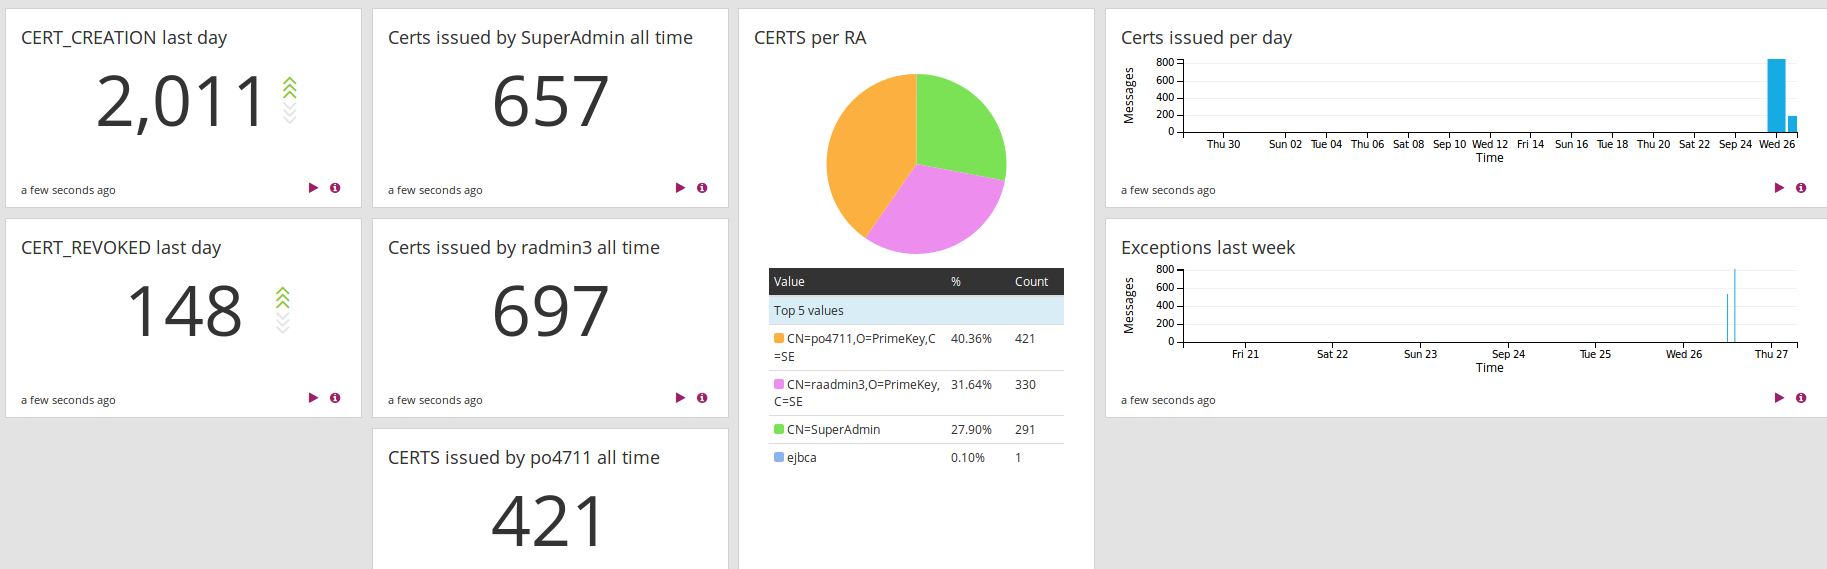 CERT_CREATION last day
2,011
a few seconds ago
Certs issued by SuperAdmin all time
657
a few seconds ago
CERTS per RA
Value % Count
Top 5 values
CN=po4711,O=PrimeKey,C 40.36% 421
=SE
CN=raadmin3,O=PrimeKey, 31.64% 330
C=SE
CN=SuperAdmin 27.90% 291
ejbca 0.10% 1
Certs issued per day
Messages
800
600
400
200
0
Thu 30 Sun 02 Tue 04 Thu 06 Sat 08 Sep 10 Wed 12 Fri 14 Sun 16 Tue 18 Thu 20 Sat 22 Sep 24 Wed 26
Time
a few seconds ago
CERT_REVOKED last day
148
a few seconds ago
Certs issued by radmin3 all time
697
a few seconds ago
Exceptions last week
Messages
800
600
400
200
0
Fri 21 Sat 22 Sun 23 Sep 24 Tue 25 Wed 26 Thu 27
Time
a few seconds ago
CERTS issued by po4711 all time
421